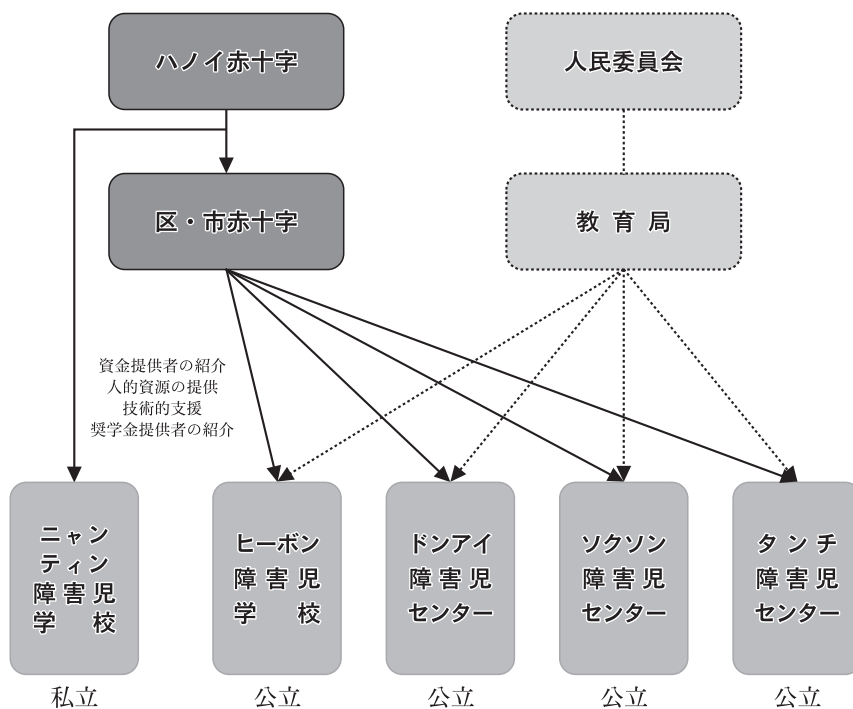 ハノイ赤十字
人民委員会
区・市赤十字
教育局
資金提供者の紹介
人的資源の提供
技術的支援
奨学金提供者の紹介
ニャン
ティン
障害児
学校
ヒーボン
障害児
学校
ドンアイ
障害児
センター
ソクソン
障害児
センター
タンチ
障害児
センター
私立
公立
公立
公立
公立